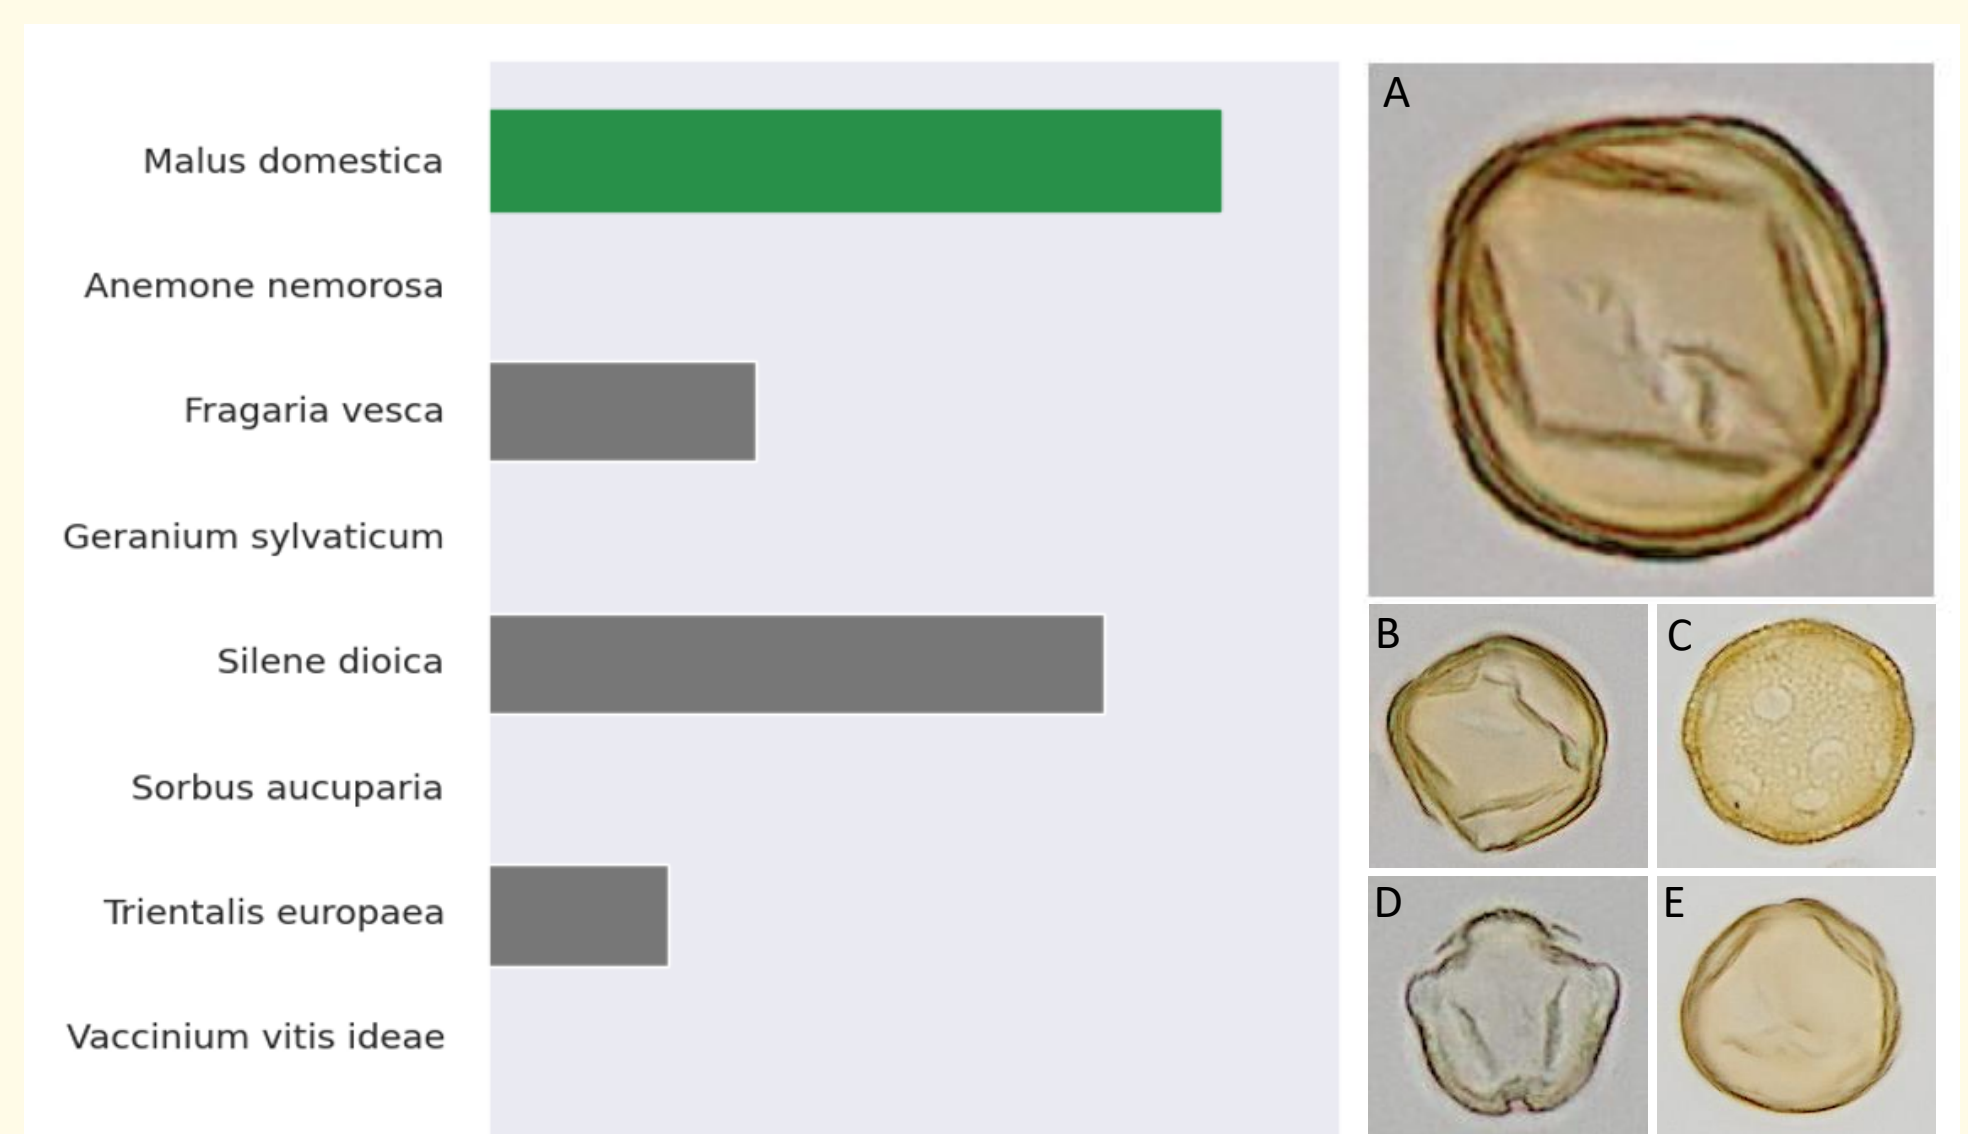 Malus domestica
Anemone nemorosa
Fragaria vesca
Geranium sylvaticum
Silene dioica
Sorbus aucuparia
Trientalis europaea
Vaccinium vitis ideae
A
B
C
D
E